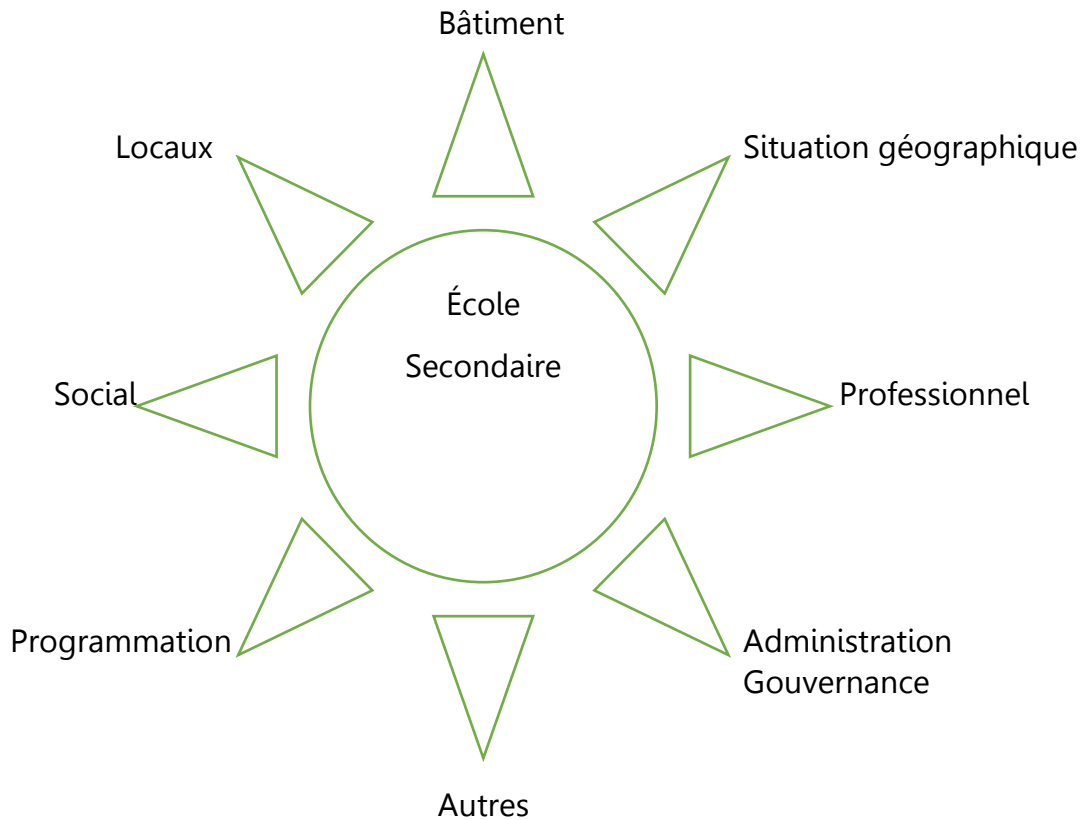 Bâtiment
Locaux
Situation géographique
École
Secondaire
Social
Professionnel
Programmation
Administration
Gouvernance
Autres